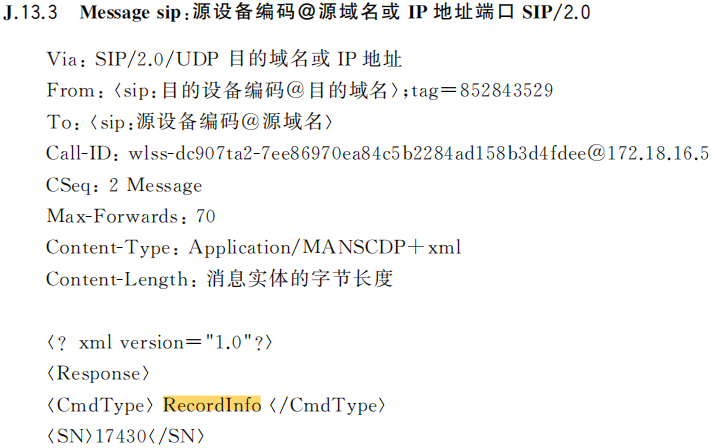 J.13.3 Message sip:源设备编码@源域名或 IP 地址端口 SIP/2.0
Via: SIP/2.0/UDP 目的域名或 IP 地址
From:〈sip:目的设备编码@目的域名〉;tag=852843529
To:〈sip:源设备编码@源域名〉
Call-ID: wlss-dc907ta2-7ee86970ea84c5b2284ad158b3d4fdee@172.18.16.5
CSeq: 2 Message
Max-Forwards: 70
Content-Type: Application/MANSCDP+xml
Content-Length: 消息实体的字节长度
〈? xml version="1.0"?〉
〈Response〉
〈CmdType〉 RecordInfo 〈/CmdType〉
〈SN〉17430〈/SN〉